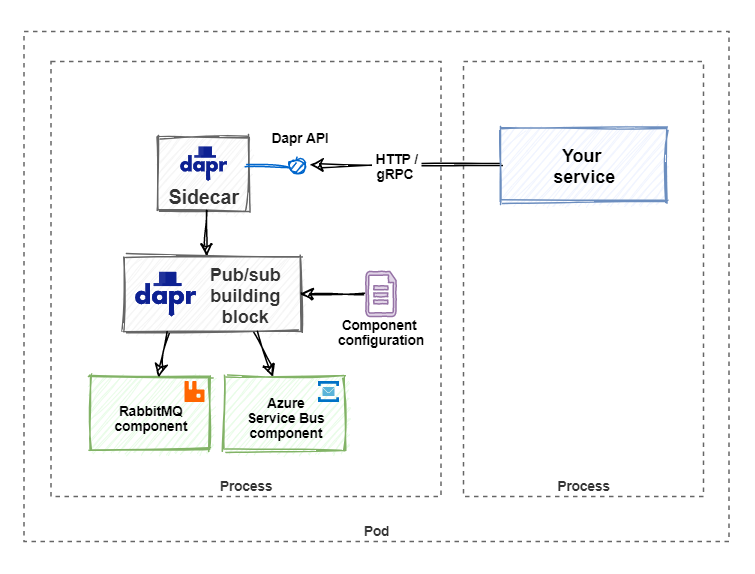 Dapr API
dapr
Sidecar
HTTP /
gRPC
Your
service
dapr
Pub/sub
building
block
Component
configuration
RabbitMQ
component
Azure
Service Bus
component
Process
Process
Pod